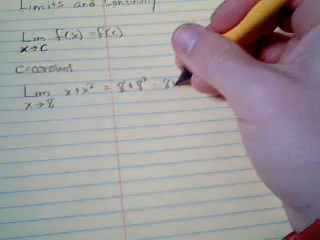 Limits and Continuity
Lim f(x) = f(c)
x→c
c=constant
Lim x+x² = 8+8² = 8
x→8